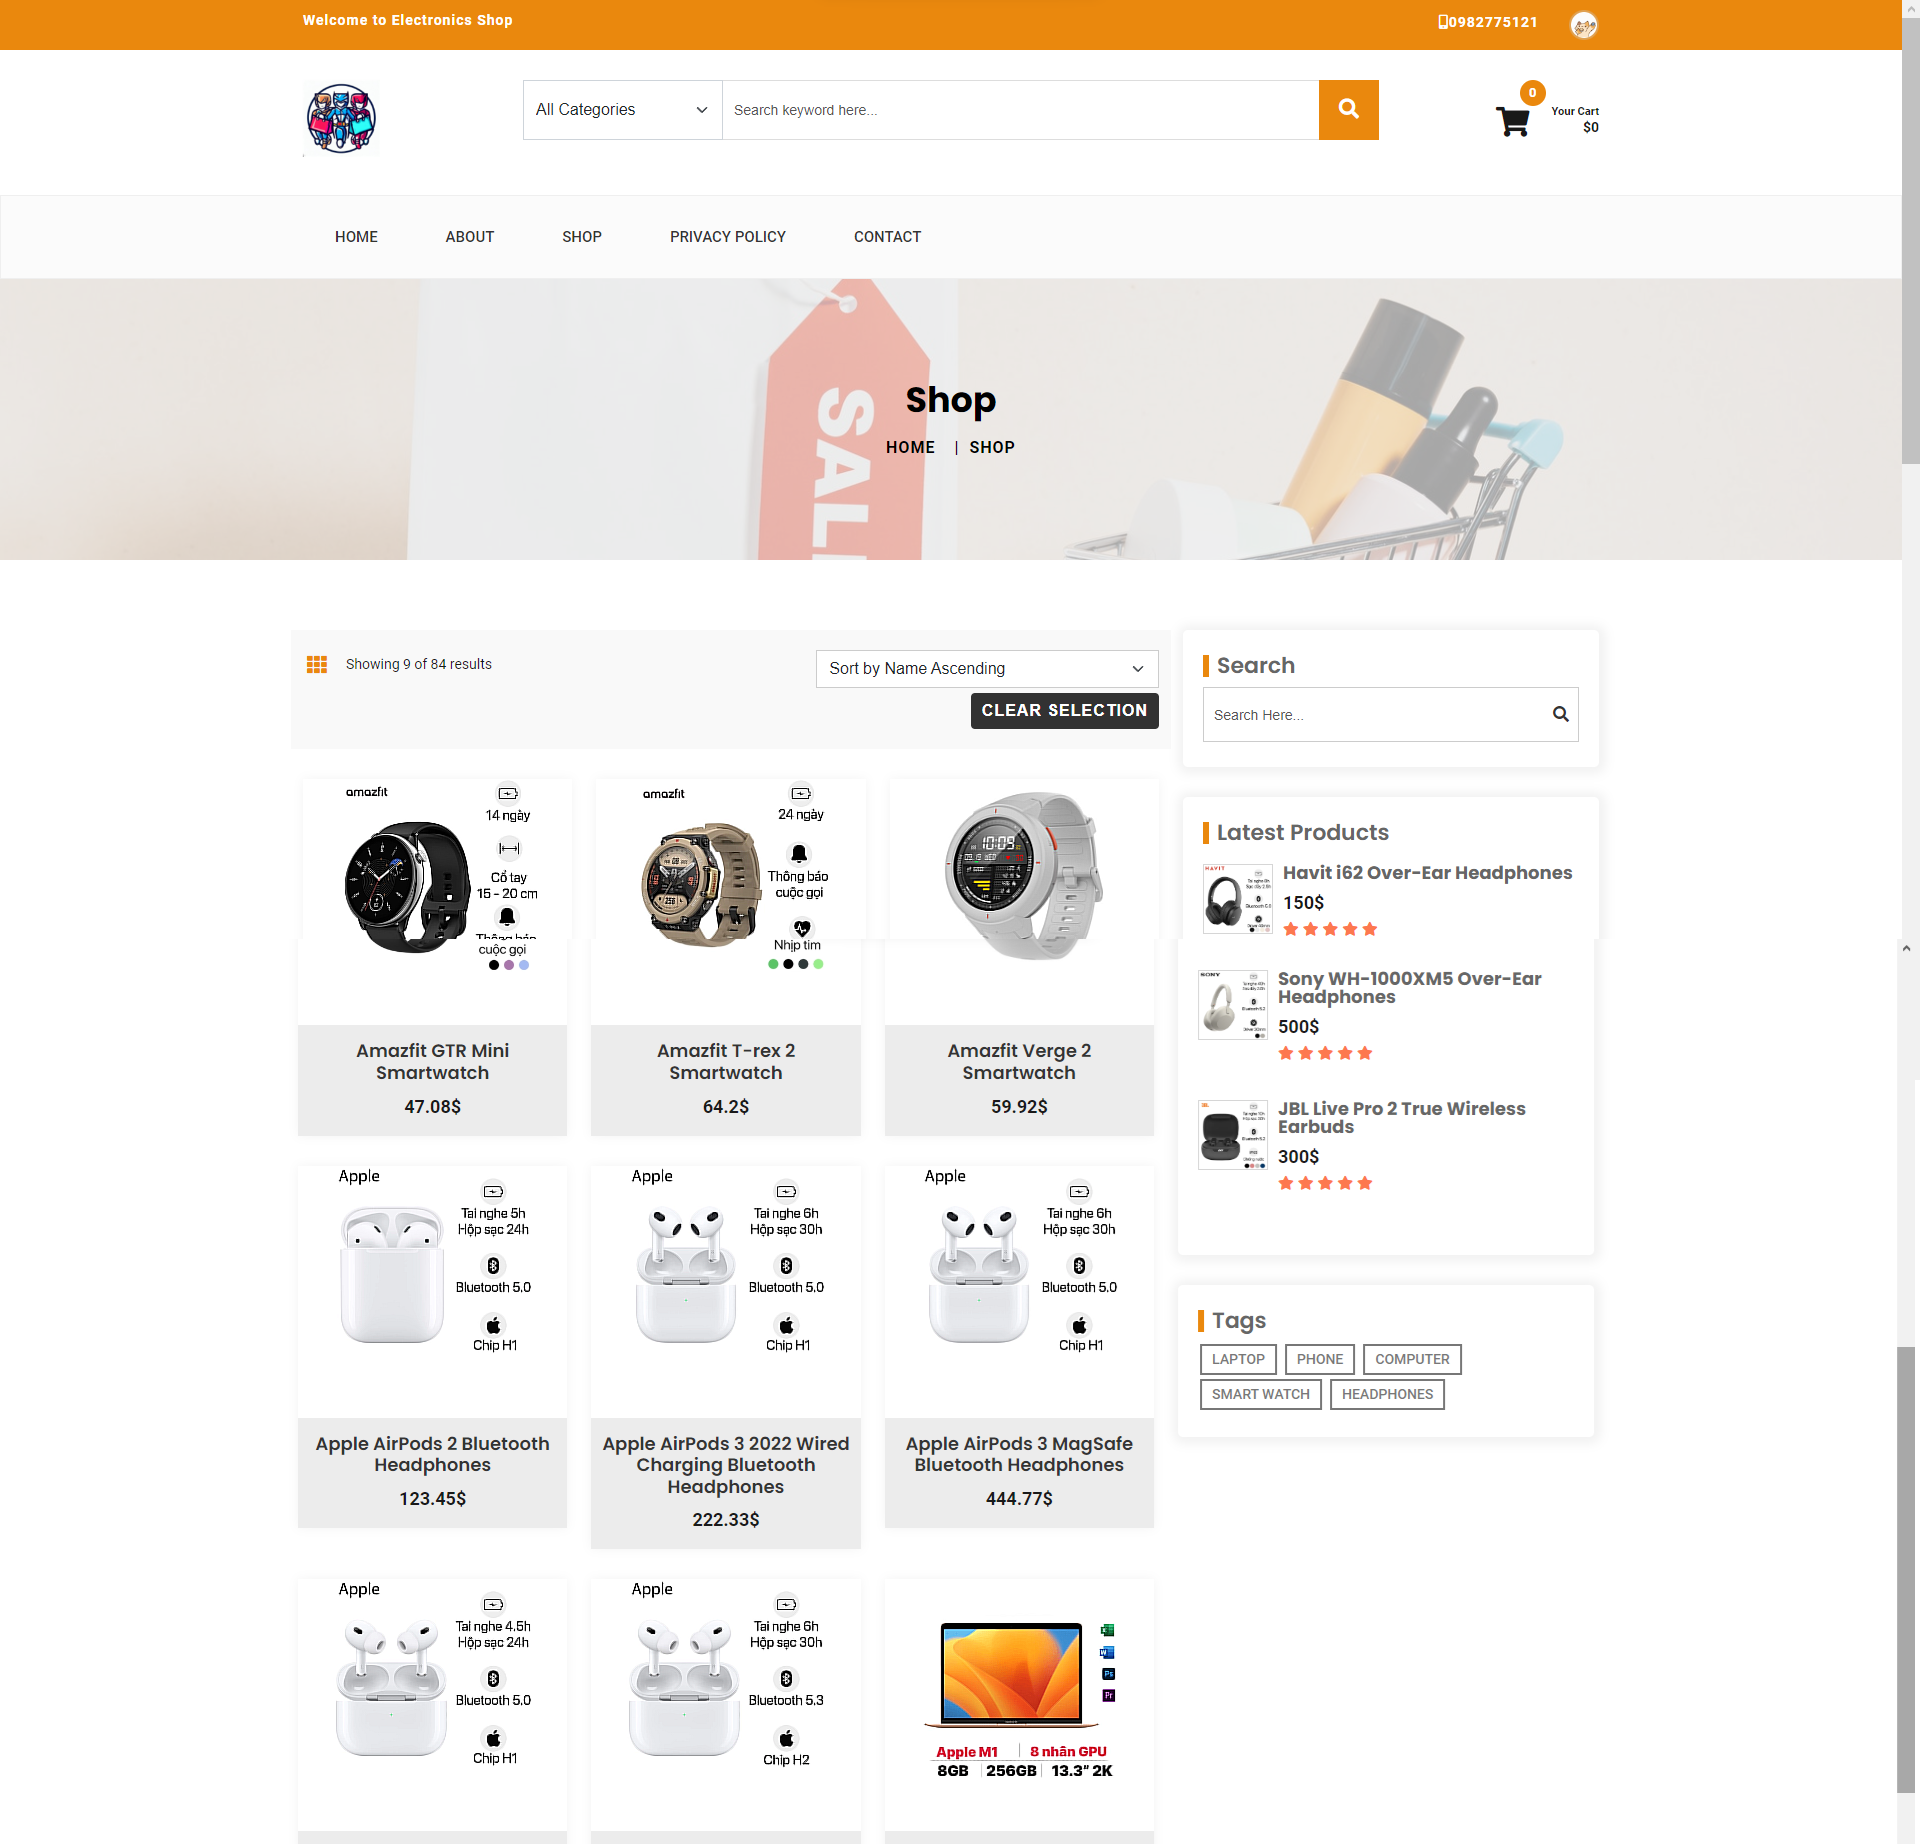 Welcome to Electronics Shop
0982775121
All Categories
Search keyword here...
0
Your Cart
$0
HOME
ABOUT
SHOP
PRIVACY POLICY
CONTACT
SALE
Shop
HOME | SHOP
Showing 9 of 84 results
Sort by Name Ascending
CLEAR SELECTION
amazfit
14 ngày
Cổ tay
15 - 20 cm
Thông báo
cuộc gọi
Amazfit GTR Mini
Smartwatch
47.08$
amazfit
24 ngày
Thông báo
cuộc gọi
Nhịp tim
Amazfit T-rex 2
Smartwatch
64.2$
10:09
Amazfit Verge 2
Smartwatch
59.92$
Apple
Tai nghe 5h
Hộp sạc 24h
Bluetooth 5.0
Chip H1
Apple AirPods 2 Bluetooth
Headphones
123.45$
Apple
Tai nghe 6h
Hộp sạc 30h
Bluetooth 5.0
Chip H1
Apple AirPods 3 2022 Wired
Charging Bluetooth
Headphones
222.33$
Apple
Tai nghe 6h
Hộp sạc 30h
Bluetooth 5.0
Chip H1
Apple AirPods 3 MagSafe
Bluetooth Headphones
444.77$
Apple
Tai nghe 4.5h
Hộp sạc 24h
Bluetooth 5.0
Chip H1
Apple
Tai nghe 6h
Hộp sạc 30h
Bluetooth 5.3
Chip H2
Ps
Pr
Apple M1
8 nhân GPU
8GB
256GB
13.3" 2K
Search
Search Here...
Latest Products
HAVIT
Havit i62 Over-Ear Headphones
150$
SONY
Sony WH-1000XM5 Over-Ear
Headphones
500$
JBL Live Pro 2 True Wireless
Earbuds
300$
Tags
LAPTOP
PHONE
COMPUTER
SMART WATCH
HEADPHONES